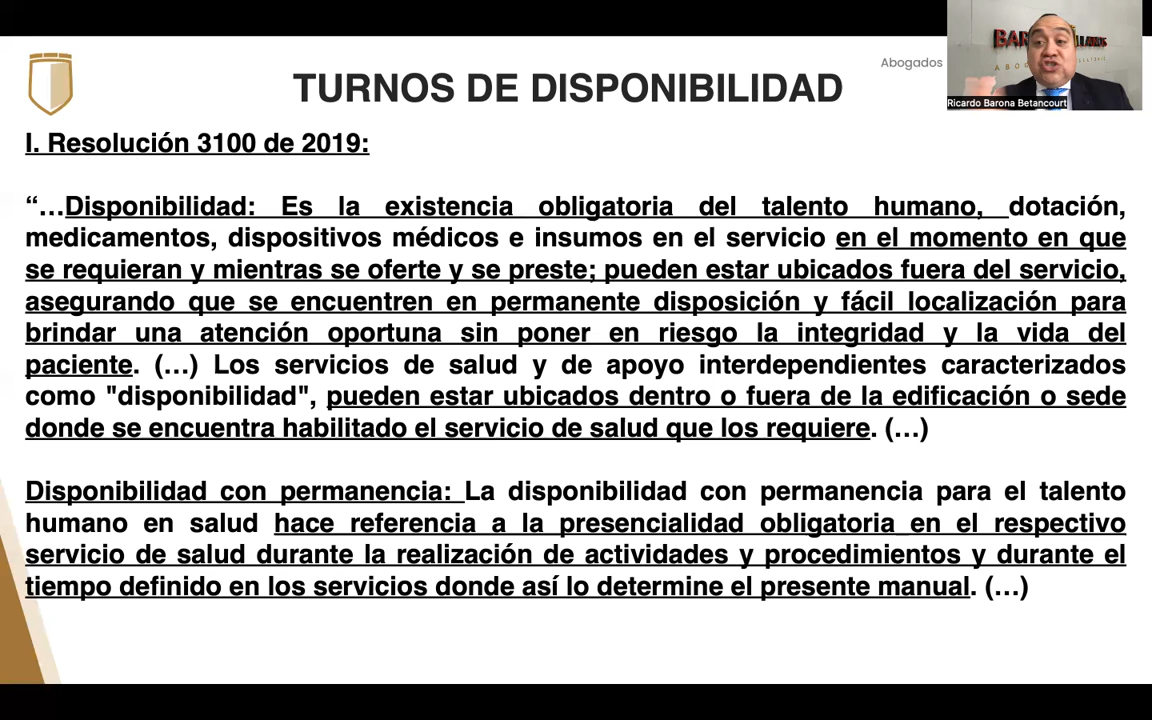 Abogados
BAR
ABOG
Ricardo Barona Betancourt
TURNOS DE DISPONIBILIDAD
I. Resolución 3100 de 2019:
“…Disponibilidad: Es la existencia obligatoria del talento humano, dotación,
medicamentos, dispositivos médicos e insumos en el servicio en el momento en que
se requieran y mientras se oferte y se preste; pueden estar ubicados fuera del servicio,
asegurando que se encuentren en permanente disposición y fácil localización para
brindar una atención oportuna sin poner en riesgo la integridad y la vida del
paciente. (…) Los servicios de salud y de apoyo interdependientes caracterizados
como "disponibilidad", pueden estar ubicados dentro o fuera de la edificación o sede
donde se encuentra habilitado el servicio de salud que los requiere. (…)
Disponibilidad con permanencia: La disponibilidad con permanencia para el talento
humano en salud hace referencia a la presencialidad obligatoria en el respectivo
servicio de salud durante la realización de actividades y procedimientos y durante el
tiempo definido en los servicios donde así lo determine el presente manual. (…)